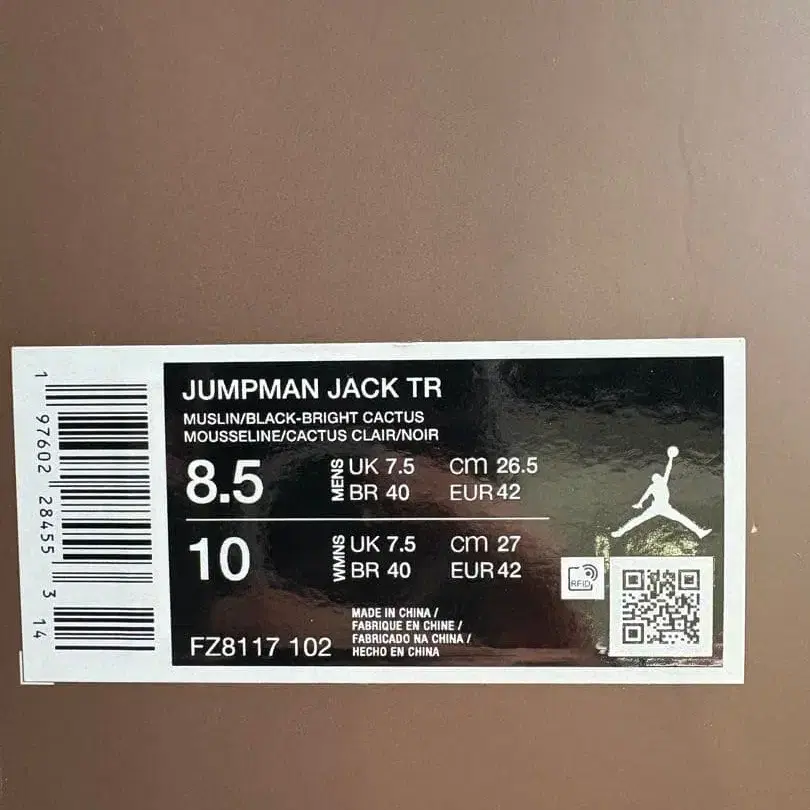 JUMPMAN JACK TR
MUSLIN/BLACK-BRIGHT CACTUS
MOUSSELINE/CACTUS CLAIR/NOIR
8.5 MENS UK 7.5 cm 26.5
BR 40 EUR 42
10 WMNS UK 7.5 cm 27
BR 40 EUR 42
FZ8117 102
MADE IN CHINA /
FABRIQUE EN CHINE /
FABRICADO NA CHINA /
HECHO EN CHINA
RFID
1 97602 28455 3 14